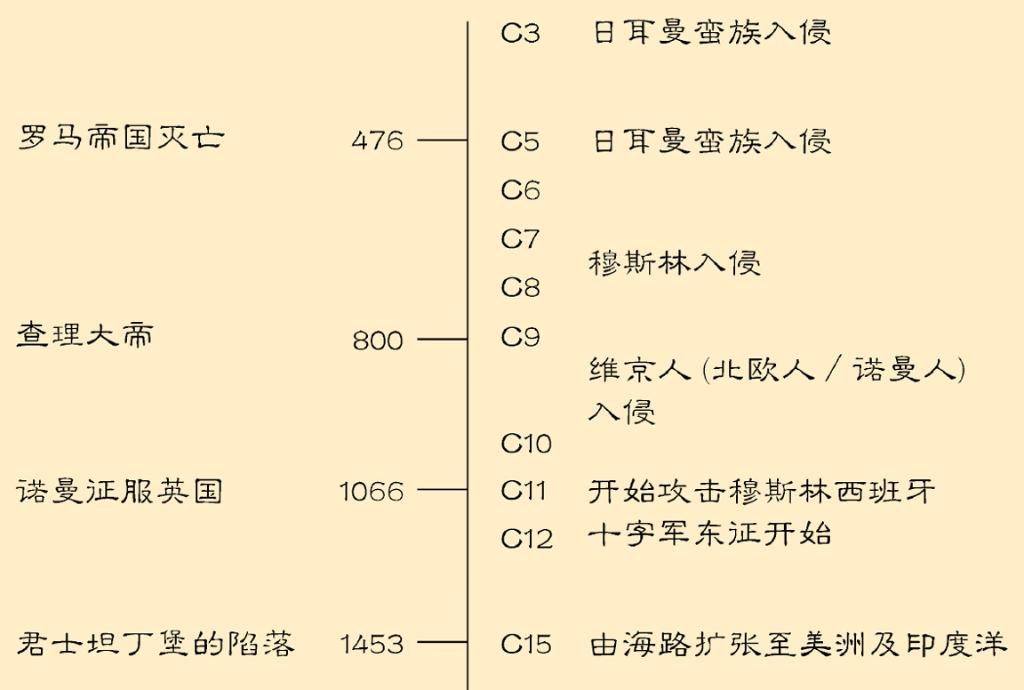 C3 日耳曼蛮族入侵
罗马帝国灭亡 476 C5 日耳曼蛮族入侵
C6
C7
穆斯林入侵
C8
查理大帝 800 C9
维京人(北欧人/诺曼人)
入侵
C10
诺曼征服英国 1066 C11 开始攻击穆斯林西班牙
C12 十字军东征开始
君士坦丁堡的陷落 1453 C15 由海路扩张至美洲及印度洋